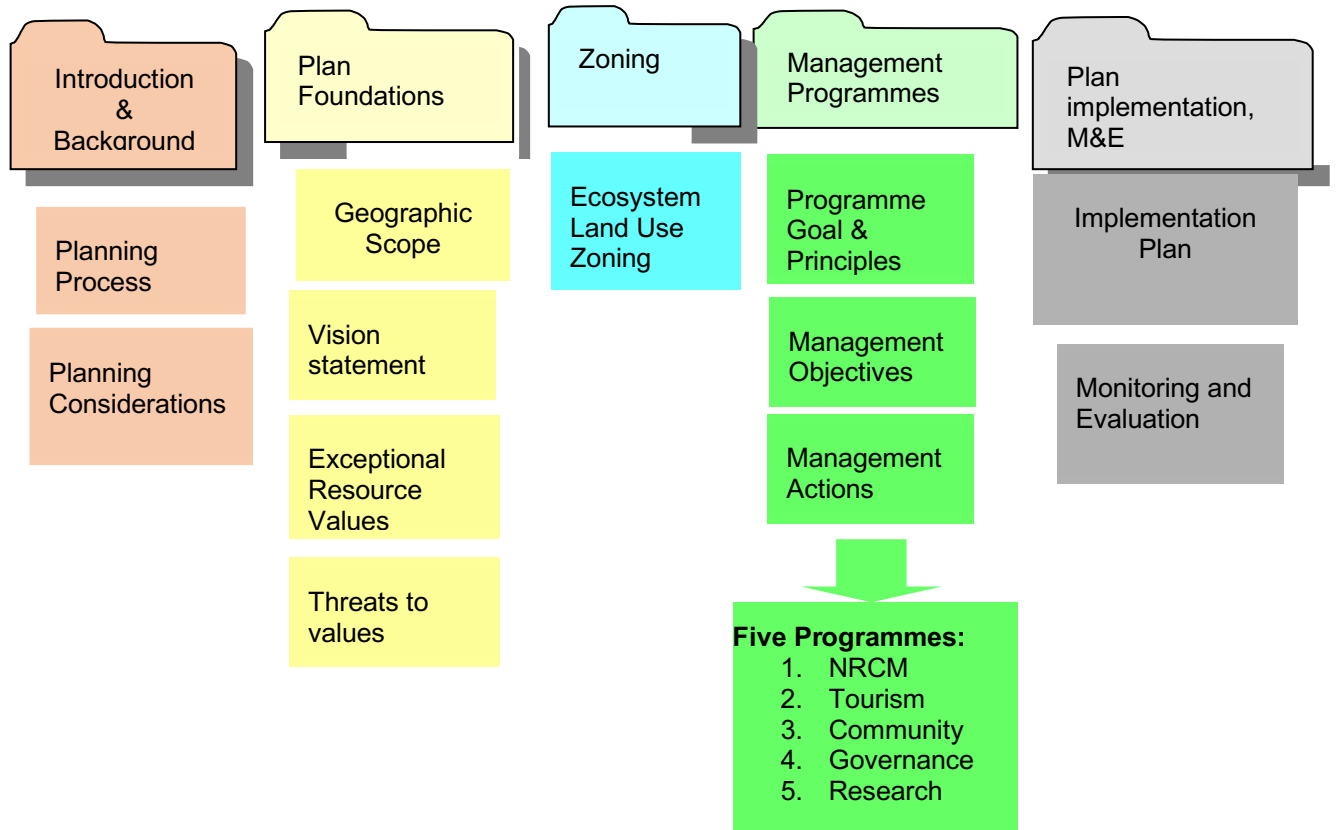 Introduction
&
Background
Planning
Process
Planning
Considerations
Plan
Foundations
Geographic
Scope
Vision
statement
Exceptional
Resource
Values
Threats to
values
Zoning
Ecosystem
Land Use
Zoning
Management
Programmes
Programme
Goal &
Principles
Management
Objectives
Management
Actions
Five Programmes:
1. NRCM
2. Tourism
3. Community
4. Governance
5. Research
Plan
implementation,
M&E
Implementation
Plan
Monitoring and
Evaluation